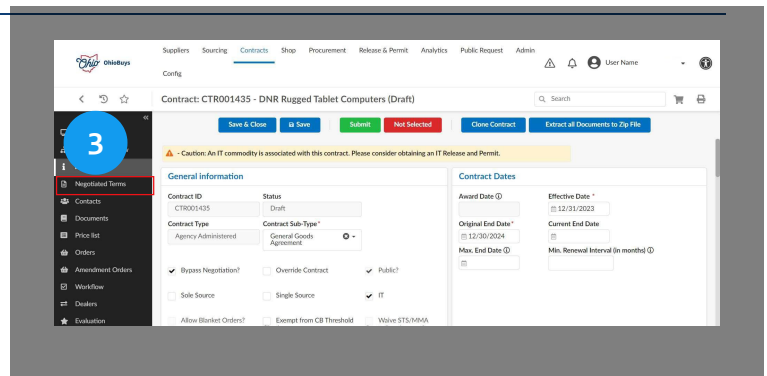 Suppliers Sourcing Contracts Shop Procurement Release & Permit Analytics Public Request Admin
Ohio OhioBuys
User Name
Config
Contract: CTR001435 - DNR Rugged Tablet Computers (Draft)
Search
Save & Close Save Submit Not Selected Clone Contract Extract all Documents to Zip File
3
- Caution: An IT commodity is associated with this contract. Please consider obtaining an IT Release and Permit.
General information
Contract Dates
Negotiated Terms
Contacts
Documents
Price list
Orders
Amendment Orders
Workflow
Dealers
Evaluation
Contract ID Status
CTR001435 Draft
Contract Type Contract Sub-Type*
Agency Administered General Goods
Agreement
Bypass Negotiation? Override Contract Public?
Sole Source Single Source IT
Allow Blanket Orders? Exempt from CB Threshold Waive STS/MMA
Award Date Effective Date *
12/31/2023
Original End Date* Current End Date
12/30/2024
Max. End Date Min. Renewal Interval (in months)